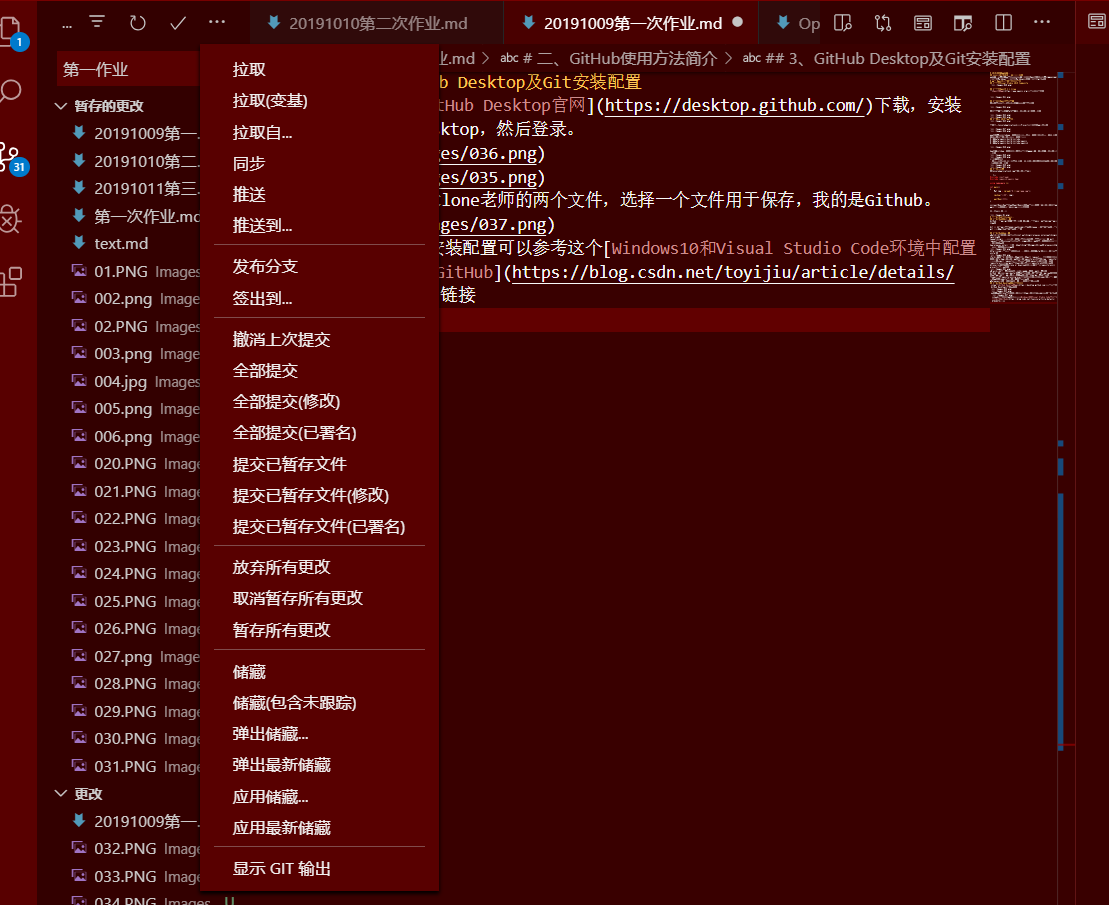 ... ...
20191010第二次作业.md
20191009第一次作业.md
Op
...
1
31
第一作业
暂存的更改
20191009第一...
20191010第二...
20191011第三...
第一次作业.mc
text.md
01.PNG Images
002.png Image
02.PNG Images
003.png Image
004.jpg Images
005.png Image
006.png Image
020.PNG Image
021.PNG Image
022.PNG Image
023.PNG Image
024.PNG Image
025.PNG Image
026.PNG Image
027.png Image
028.PNG Image
029.PNG Image
030.PNG Image
031.PNG Image
更改
20191009第一...
032.PNG Image
033.PNG Image
034.PNG Images U
拉取
拉取(变基)
拉取自...
同步
推送
推送到...
发布分支
签出到...
撤消上次提交
全部提交
全部提交(修改)
全部提交(已署名)
提交已暂存文件
提交已暂存文件(修改)
提交已暂存文件(已署名)
放弃所有更改
取消暂存所有更改
暂存所有更改
储藏
储藏(包含未跟踪)
弹出储藏...
弹出最新储藏
应用储藏...
应用最新储藏
显示 GIT 输出
业.md > abc # 二、GitHub使用方法简介 > abc ## 3、GitHub Desktop及Git安装配置
b Desktop及Git安装配置
tHub Desktop官网](https://desktop.github.com/)下载，安装
ktop，然后登录。
es/036.png)
es/035.png)
lone老师的两个文件，选择一个文件用于保存，我的是Github。
ges/037.png)
安装配置可以参考这个[Windows10和Visual Studio Code环境中配置
GitHub](https://blog.csdn.net/toyijiu/article/details/
链接